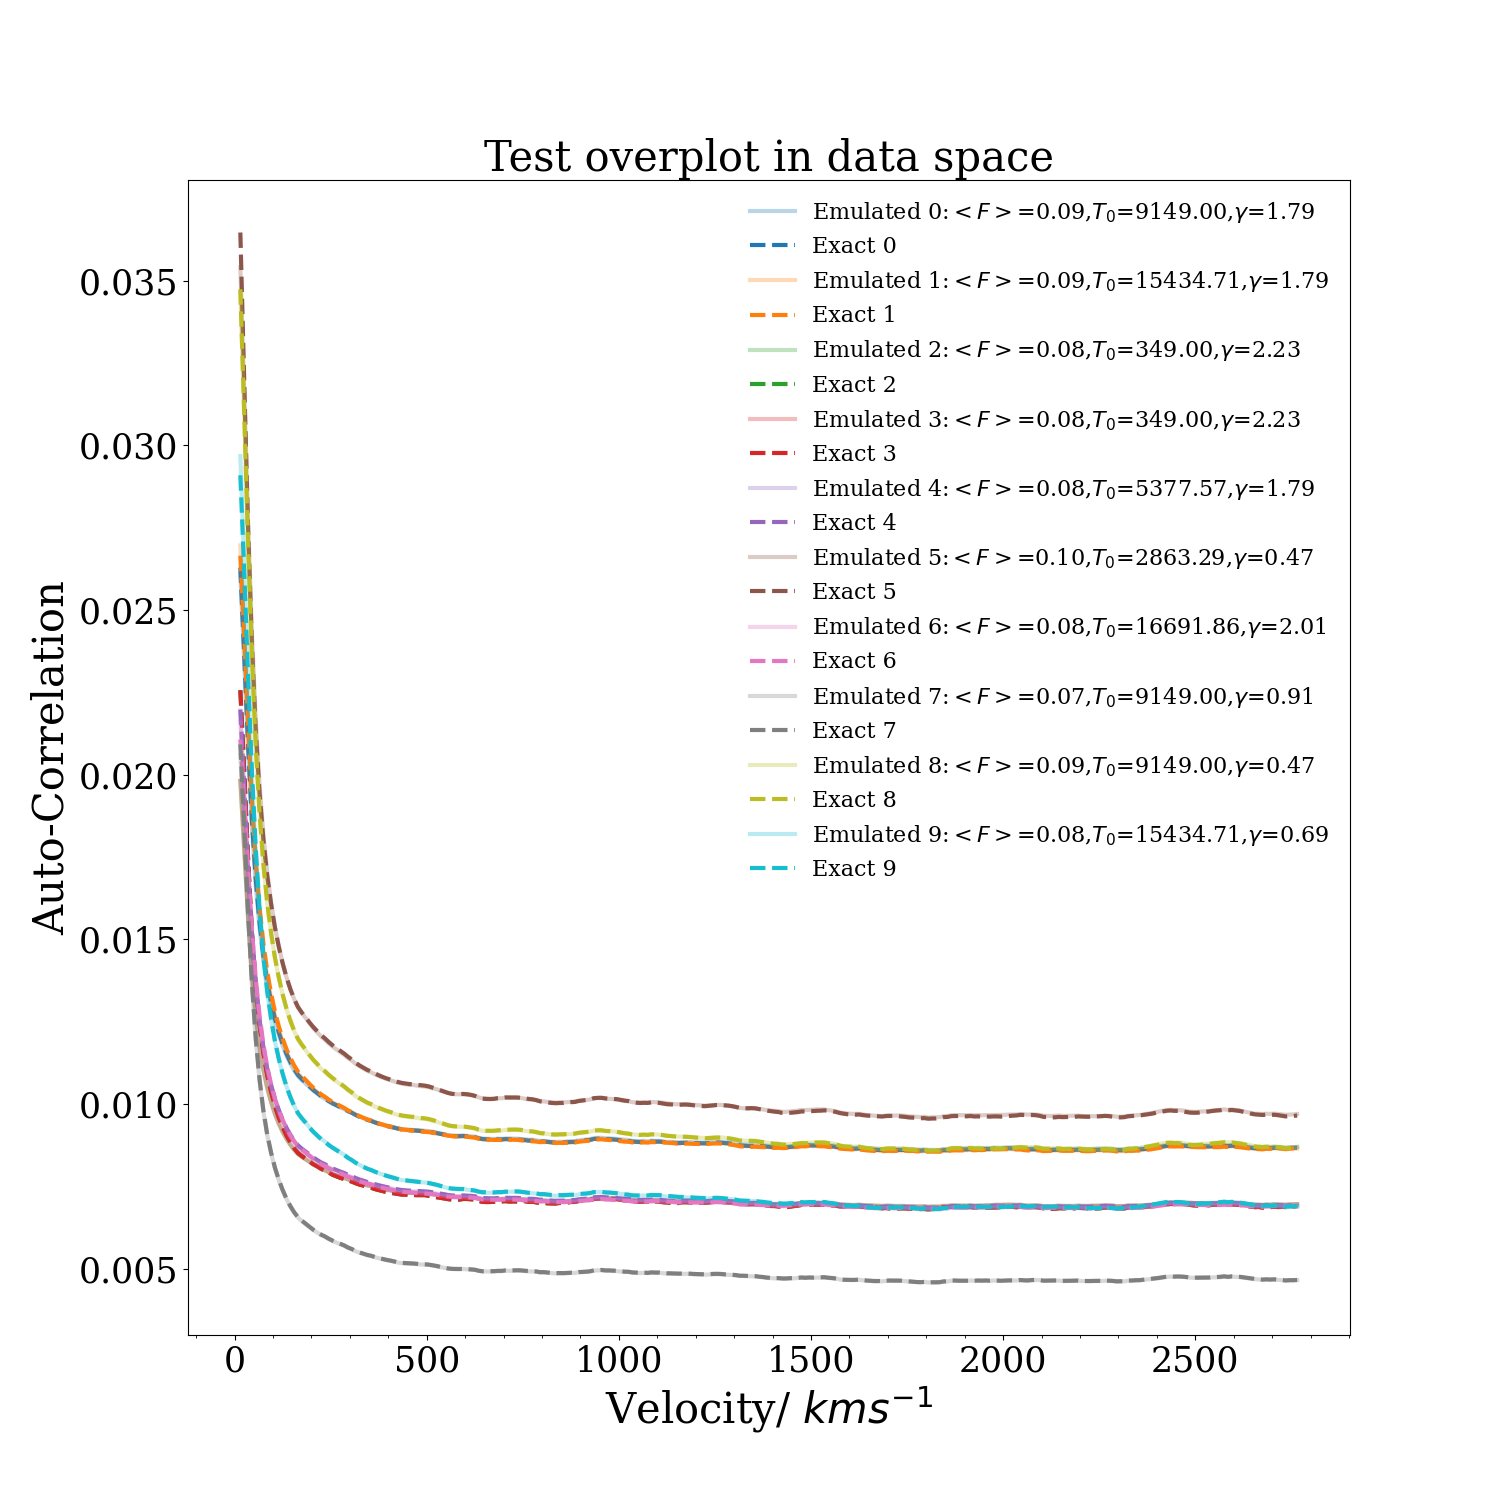 Test overplot in data space
Emulated 0:<F>=0.09,T₀=9149.00,γ=1.79
Exact 0
Emulated 1:<F>=0.09,T₀=15434.71,γ=1.79
Exact 1
Emulated 2:<F>=0.08,T₀=349.00,γ=2.23
Exact 2
Emulated 3:<F>=0.08,T₀=349.00,γ=2.23
Exact 3
Emulated 4:<F>=0.08,T₀=5377.57,γ=1.79
Exact 4
Emulated 5:<F>=0.10,T₀=2863.29,γ=0.47
Exact 5
Emulated 6:<F>=0.08,T₀=16691.86,γ=2.01
Exact 6
Emulated 7:<F>=0.07,T₀=9149.00,γ=0.91
Exact 7
Emulated 8:<F>=0.09,T₀=9149.00,γ=0.47
Exact 8
Emulated 9:<F>=0.08,T₀=15434.71,γ=0.69
Exact 9
Auto-Correlation
0.035
0.030
0.025
0.020
0.015
0.010
0.005
0 500 1000 1500 2000 2500
Velocity/ kms⁻¹